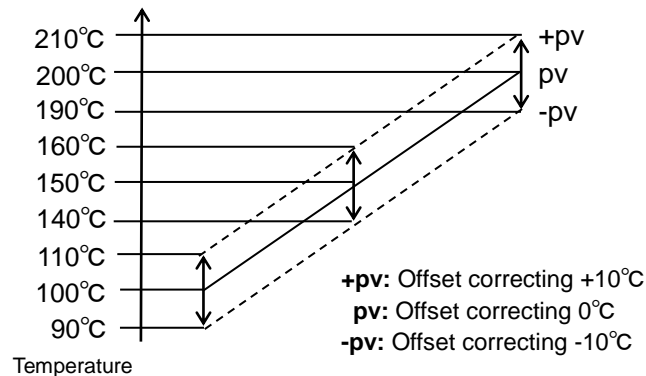 210℃
+pv
200℃
pv
190℃
-pv
160℃
150℃
140℃
110℃
+pv: Offset correcting +10℃
100℃
pv: Offset correcting 0℃
90℃
-pv: Offset correcting -10℃
Temperature